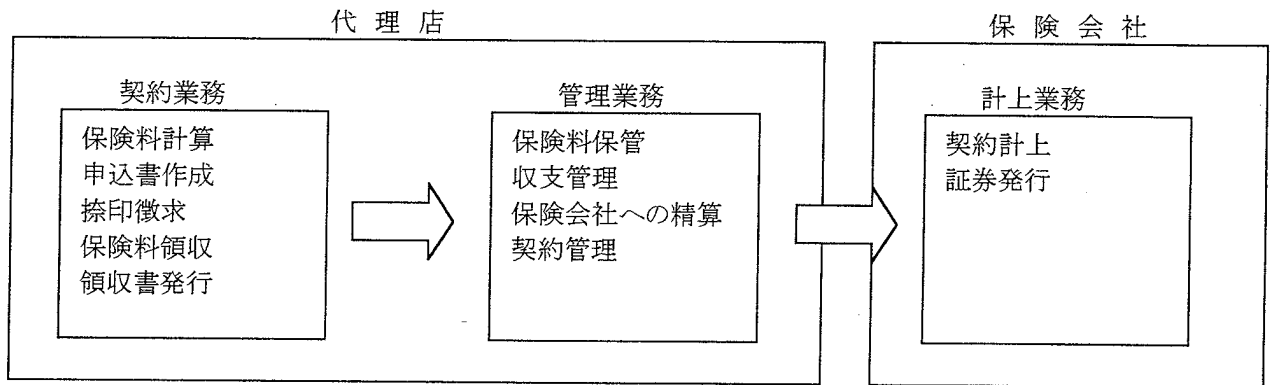 代理店
保険会社
契約業務
保険料計算
申込書作成
捺印徴求
保険料領収
領収書発行
管理業務
保険料保管
収支管理
保険会社への精算
契約管理
計上業務
契約計上
証券発行